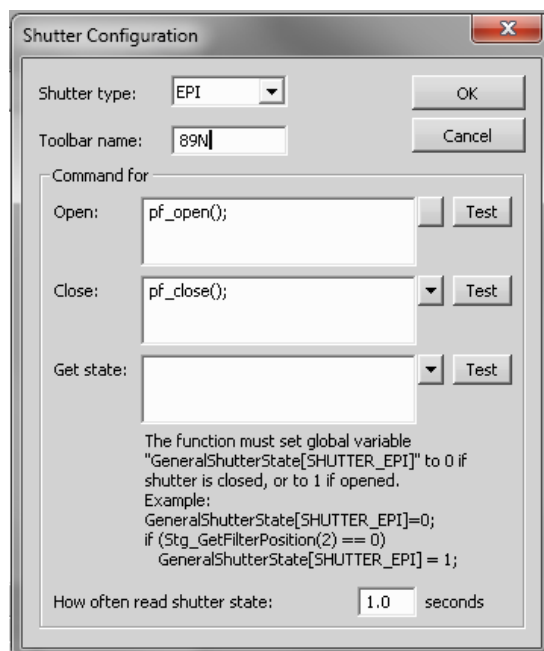 Shutter Configuration
Shutter type: EPI OK
Toolbar name: 89N Cancel
Command for
Open: pf_open(); Test
Close: pf_close(); Test
Get state: Test
The function must set global variable
"GeneralShutterState[SHUTTER_EPI]" to 0 if
shutter is closed, or to 1 if opened.
Example:
GeneralShutterState[SHUTTER_EPI]=0;
if (Stg_GetFilterPosition(2) == 0)
GeneralShutterState[SHUTTER_EPI] = 1;
How often read shutter state: 1.0 seconds